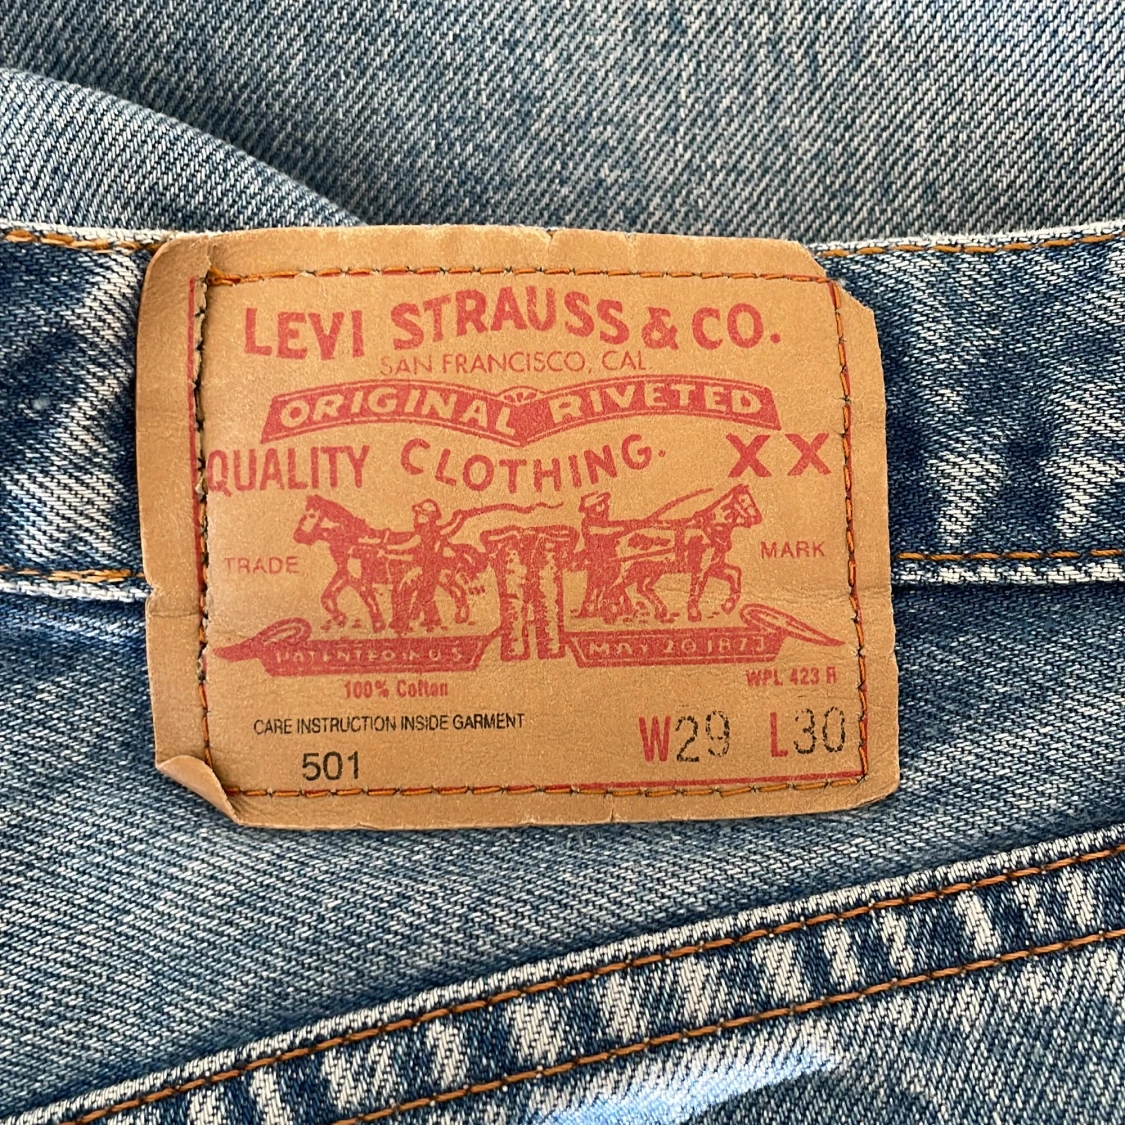 LEVI STRAUSS & CO.
SAN FRANCISCO, CAL
ORIGINAL RIVETED
QUALITY CLOTHING. XX
TRADE MARK
PATENTED IN U.S. MAY 20 1873
100% Cotton WPL 423 R
CARE INSTRUCTION INSIDE GARMENT
501 W29 L30